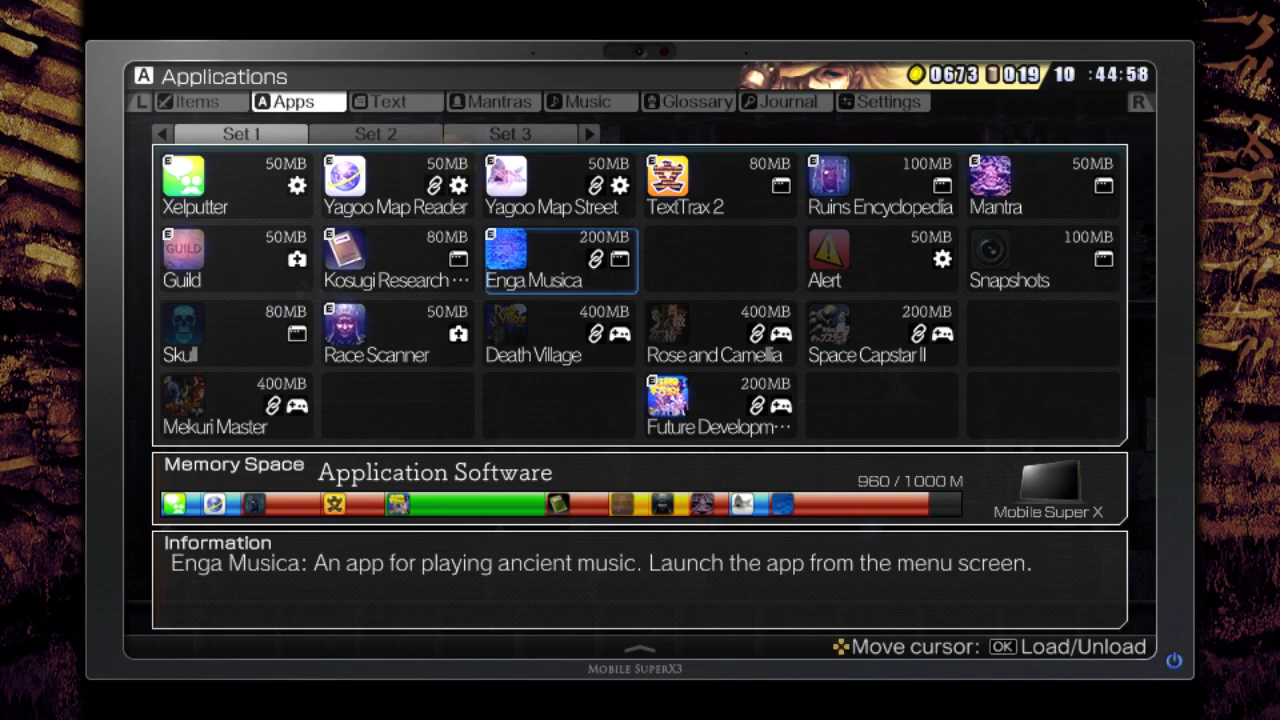 A Applications 0673 019 10 :44:58
L Items A Apps Text Mantras Music Glossary Journal Settings R
Set 1 Set 2 Set 3
E 50MB E 50MB E 50MB E 80MB E 100MB E 50MB
Xelputter Yagoo Map Reader Yagoo Map Street TextTrax 2 Ruins Encyclopedia Mantra
E GUILD 50MB E 80MB E 200MB 50MB 100MB
Guild Kosugi Research ··· Enga Musica Alert Snapshots
80MB E 50MB 400MB 400MB 200MB
Skull Race Scanner Death Village Rose and Camellia Space Capstar II
400MB E 200MB
Mekuri Master Future Developm···
Memory Space Application Software
960 / 1000 M
Mobile Super X
Information
Enga Musica: An app for playing ancient music. Launch the app from the menu screen.
Move cursor: OK Load/Unload
MOBILE SUPERX3